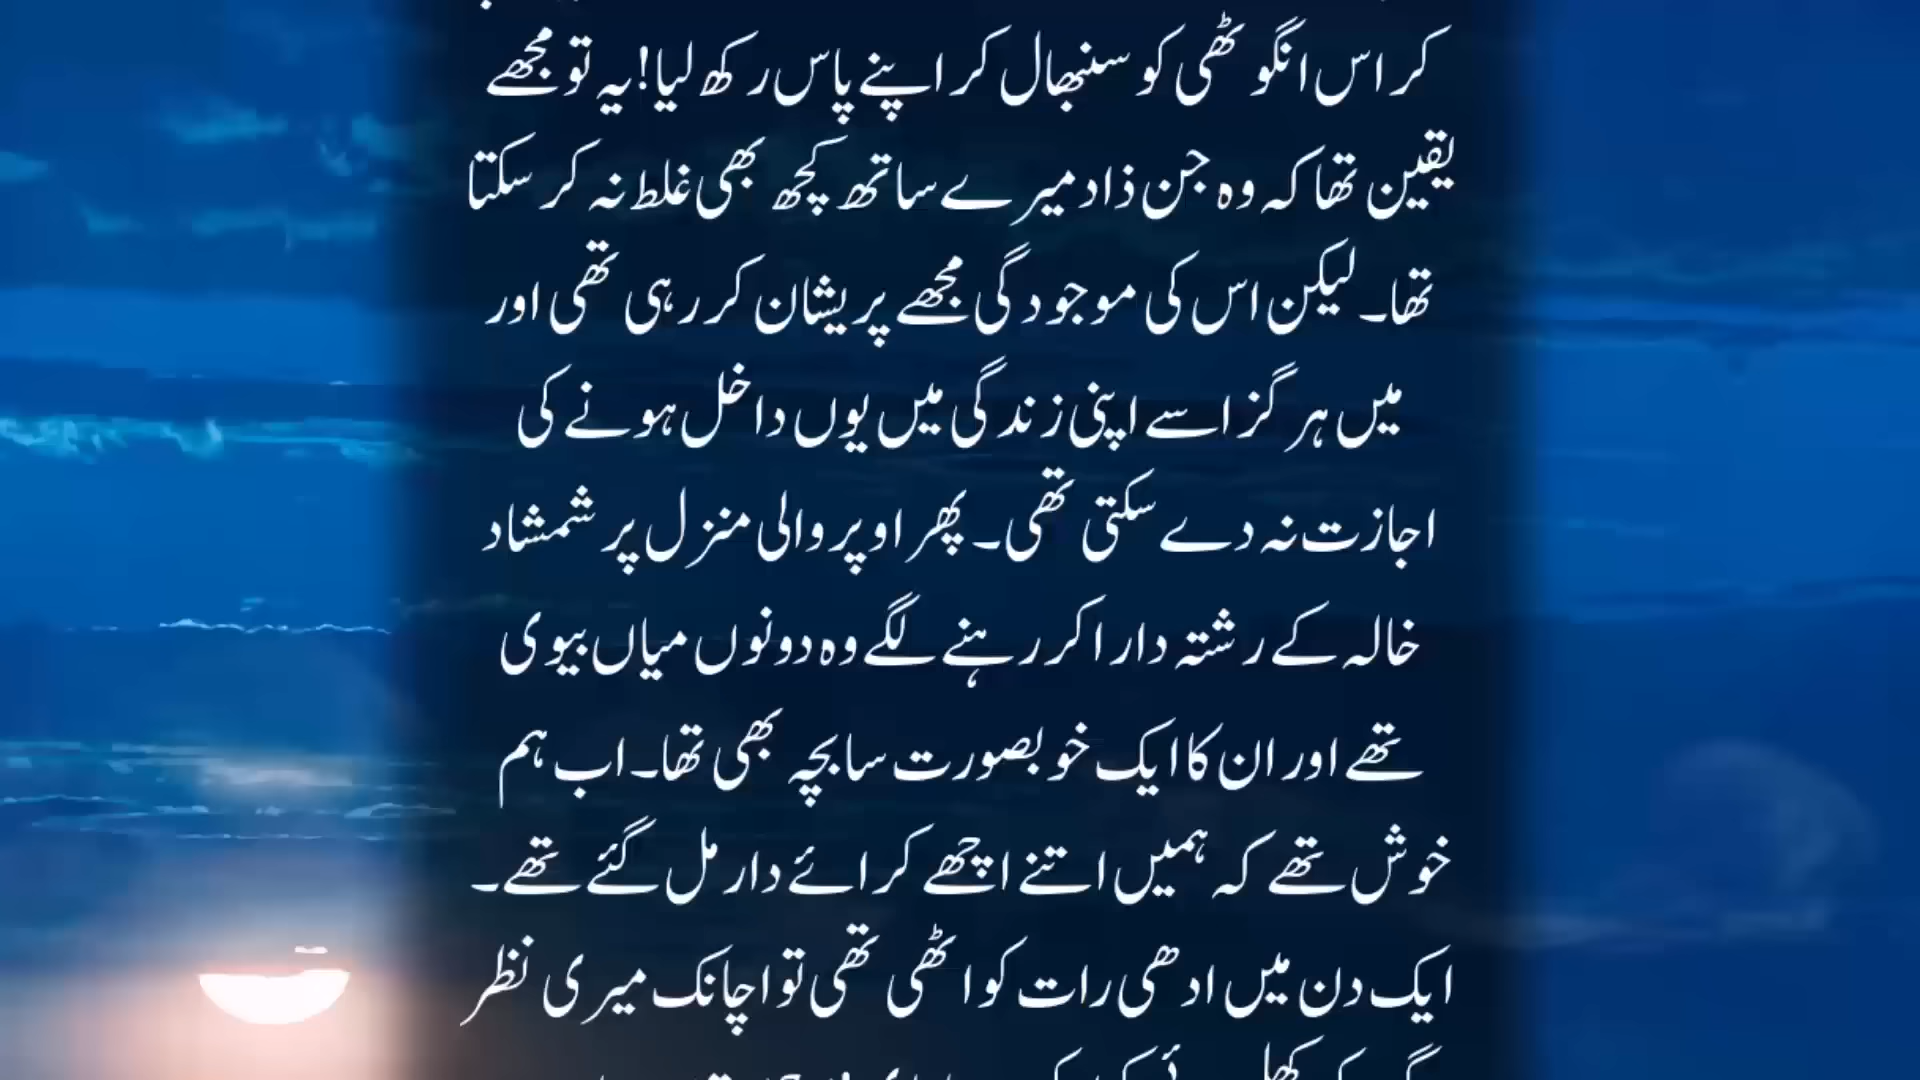 کر اس انگوٹھی کو سنبھال کر اپنے پاس رکھ لیا! یہ تو مجھے
یقین تھا کہ وہ جن ذاد میرے ساتھ کچھ بھی غلط نہ کر سکتا
تھا۔ لیکن اس کی موجودگی مجھے پریشان کر رہی تھی اور
میں ہر گز اسے اپنی زندگی میں یوں داخل ہونے کی
اجازت نہ دے سکتی تھی۔ پھر اوپر والی منزل پر شمشاد
خالہ کے رشتہ دار اکر رہنے لگے وہ دونوں میاں بیوی
تھے اور ان کا ایک خوبصورت سا بچہ بھی تھا۔ اب ہم
خوش تھے کہ ہمیں اتنے اچھے کرائے دار مل گئے تھے۔
ایک دن میں ادھی رات کو اٹھی تھی تو اچانک میری نظر